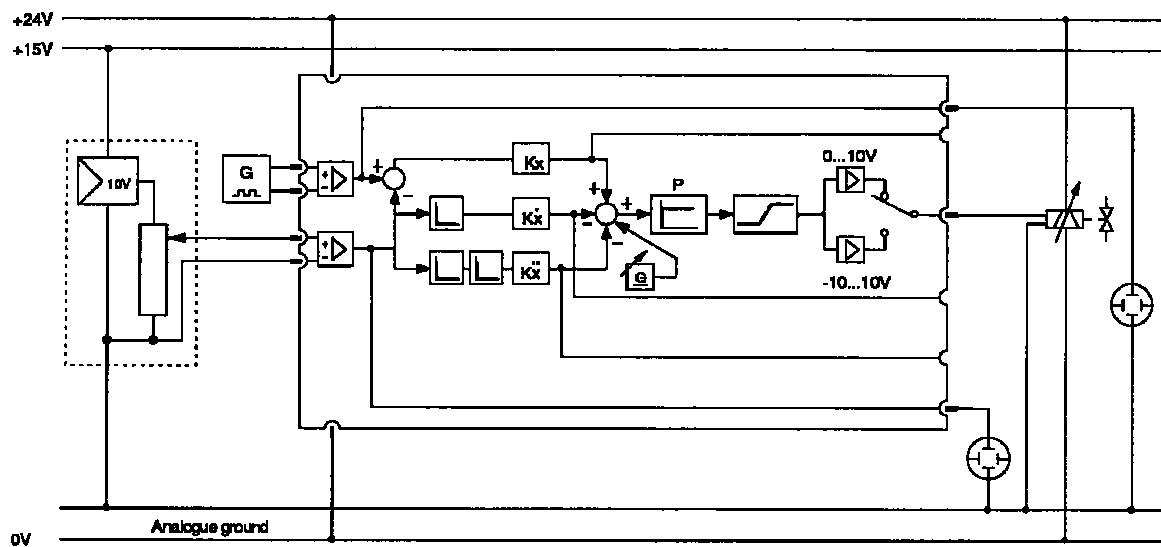 +24V
+15V
10V
G
+
-
+
-
+
-
Kx
Kẋ
Kẍ
+
-
-
+
G
P
0...10V
-10...10V
Analogue ground
0V